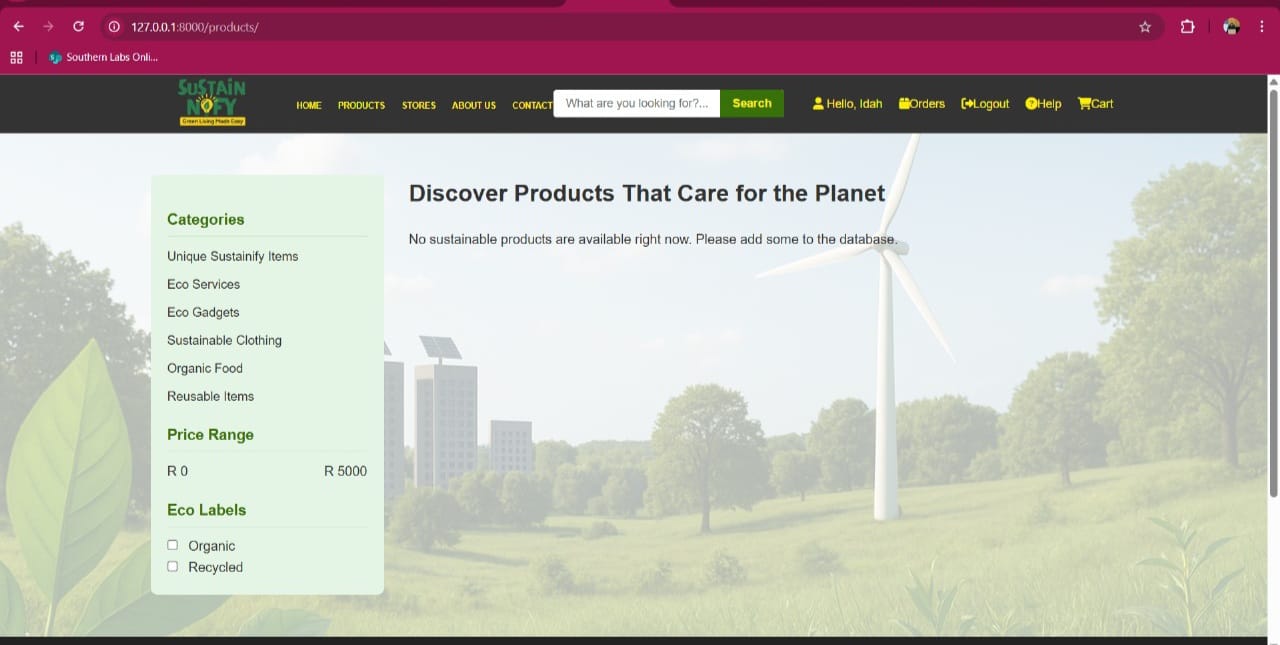 127.0.0.1:8000/products/
Southern Labs Onli...
SUSTAIN
NOFY
Green Living Made Easy
HOME PRODUCTS STORES ABOUT US CONTACT
What are you looking for?... Search
Hello, Idah Orders Logout Help Cart
Categories
Unique Sustainify Items
Eco Services
Eco Gadgets
Sustainable Clothing
Organic Food
Reusable Items
Price Range
R 0 R 5000
Eco Labels
Organic
Recycled
Discover Products That Care for the Planet
No sustainable products are available right now. Please add some to the database.